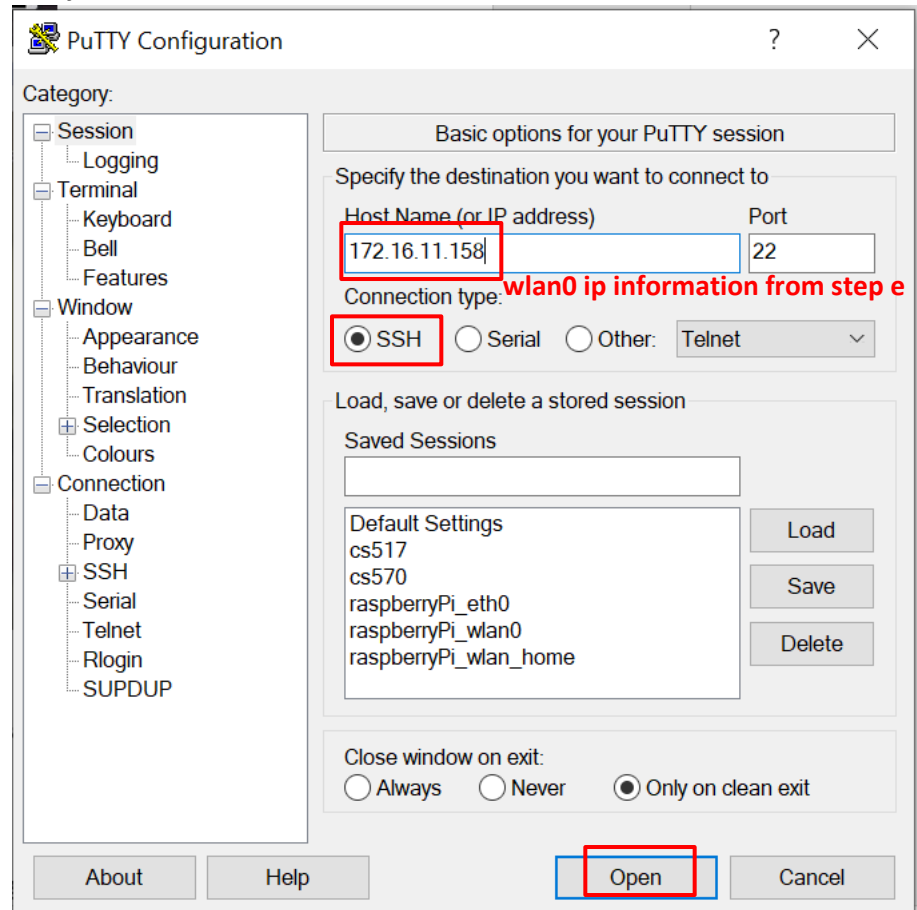 PuTTY Configuration
?
Category:
Session
Logging
Terminal
Keyboard
Bell
Features
Window
Appearance
Behaviour
Translation
Selection
Colours
Connection
Data
Proxy
SSH
Serial
Telnet
Rlogin
SUPDUP
Basic options for your PuTTY session
Specify the destination you want to connect to
Host Name (or IP address) Port
172.16.11.158 22
wlan0 ip information from step e
Connection type:
SSH Serial Other: Telnet
Load, save or delete a stored session
Saved Sessions
Default Settings
cs517
cs570
raspberryPi_eth0
raspberryPi_wlan0
raspberryPi_wlan_home
Load
Save
Delete
Close window on exit:
Always Never Only on clean exit
About Help Open Cancel